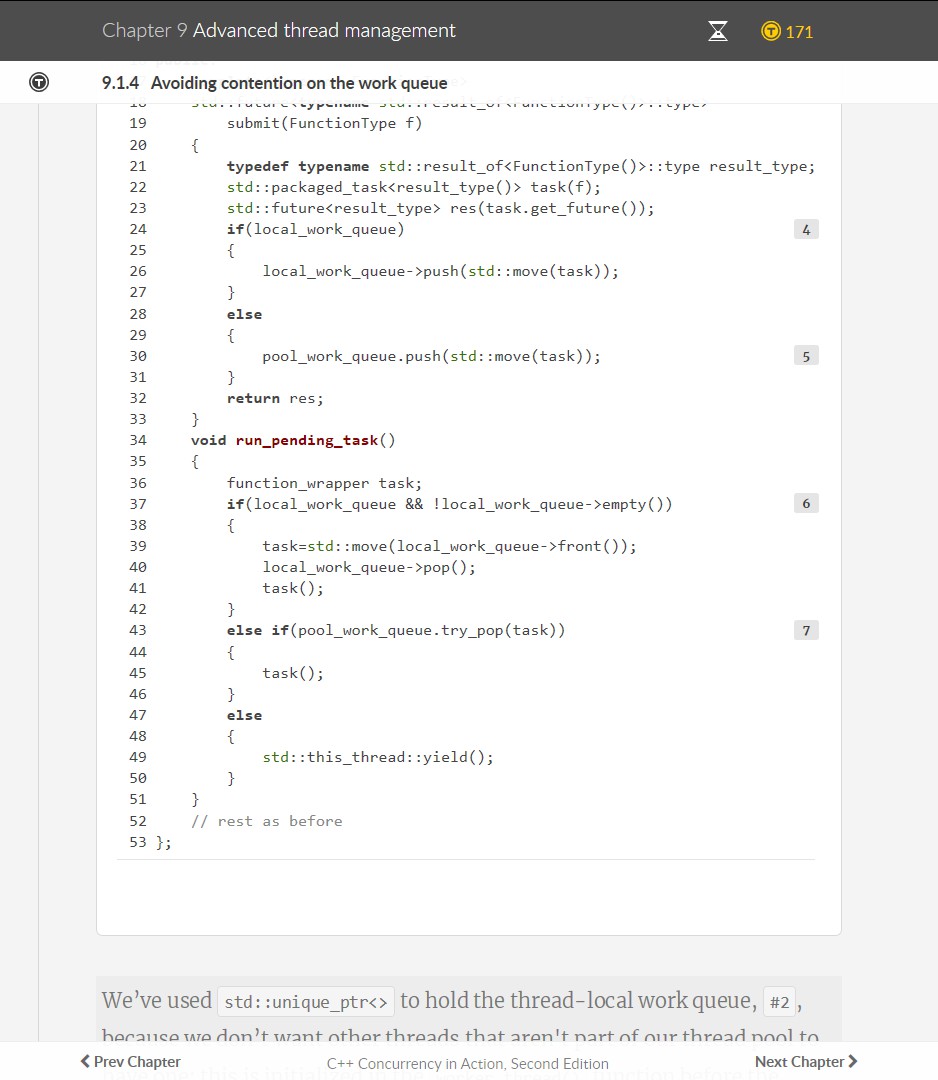 Chapter 9 Advanced thread management
171
9.1.4 Avoiding contention on the work queue
19 submit(FunctionType f)
20 {
21 typedef typename std::result_of<FunctionType()>::type result_type;
22 std::packaged_task<result_type()> task(f);
23 std::future<result_type> res(task.get_future());
24 if(local_work_queue) 4
25 {
26 local_work_queue->push(std::move(task));
27 }
28 else
29 {
30 pool_work_queue.push(std::move(task)); 5
31 }
32 return res;
33 }
34 void run_pending_task()
35 {
36 function_wrapper task;
37 if(local_work_queue && !local_work_queue->empty()) 6
38 {
39 task=std::move(local_work_queue->front());
40 local_work_queue->pop();
41 task();
42 }
43 else if(pool_work_queue.try_pop(task)) 7
44 {
45 task();
46 }
47 else
48 {
49 std::this_thread::yield();
50 }
51 }
52 // rest as before
53 };
We’ve used std::unique_ptr<> to hold the thread-local work queue, #2,
because we don’t want other threads that aren't part of our thread pool to
Prev Chapter
C++ Concurrency in Action, Second Edition
Next Chapter